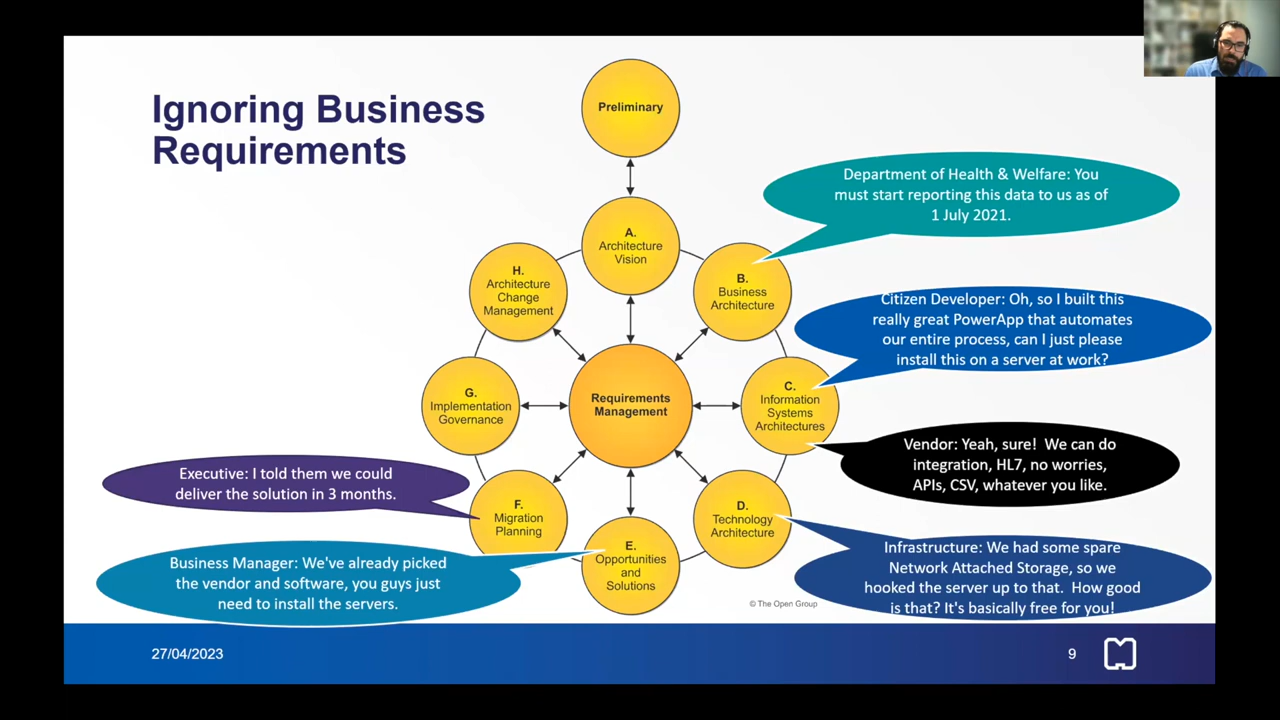 Ignoring Business
Requirements
Preliminary
A.
Architecture
Vision
B.
Business
Architecture
C.
Information
Systems
Architectures
D.
Technology
Architecture
E.
Opportunities
and
Solutions
F.
Migration
Planning
G.
Implementation
Governance
H.
Architecture
Change
Management
Requirements
Management
Department of Health & Welfare: You
must start reporting this data to us as of
1 July 2021.
Citizen Developer: Oh, so I built this
really great PowerApp that automates
our entire process, can I just please
install this on a server at work?
Vendor: Yeah, sure!  We can do
integration, HL7, no worries,
APIs, CSV, whatever you like.
Infrastructure: We had some spare
Network Attached Storage, so we
hooked the server up to that.  How good
is that? It's basically free for you!
Executive: I told them we could
deliver the solution in 3 months.
Business Manager: We've already picked
the vendor and software, you guys just
need to install the servers.
© The Open Group
27/04/2023
9